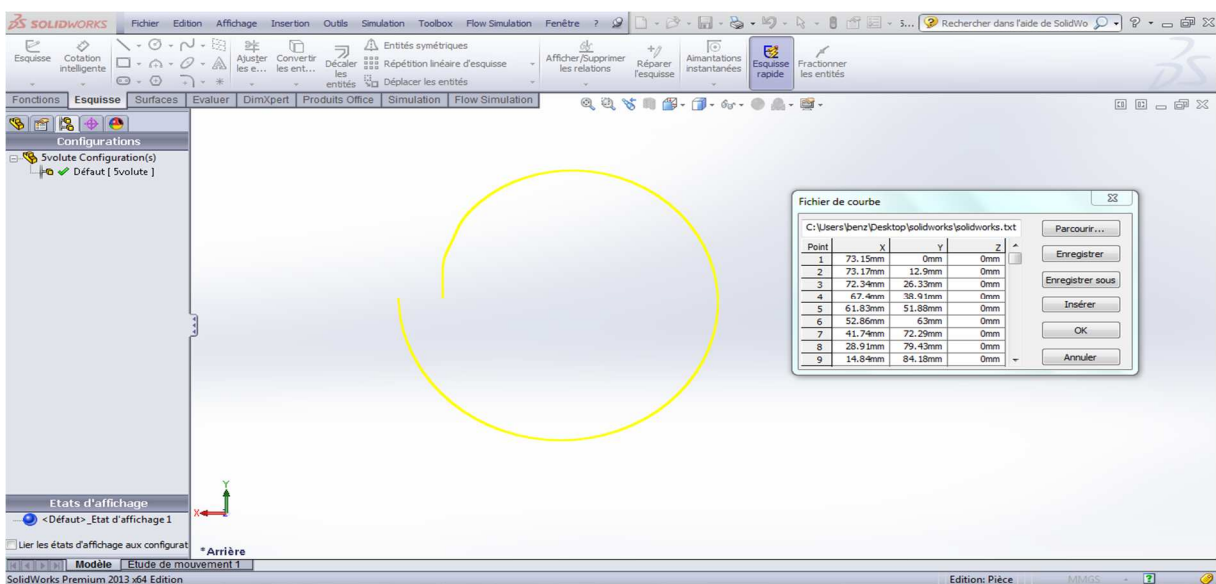 SOLIDWORKS Fichier Edition Affichage Insertion Outils Simulation Toolbox Flow Simulation Fenêtre ? s... Rechercher dans l'aide de SolidWo ?
Esquisse
Cotation intelligente
Ajuster les e...
Convertir les ent...
Décaler les entités
Entités symétriques
Répétition linéaire d'esquisse
Déplacer les entités
Afficher/Supprimer les relations
Réparer l'esquisse
Aimantations instantanées
Esquisse rapide
Fractionner les entités
Fonctions Esquisse Surfaces Evaluer DimXpert Produits Office Simulation Flow Simulation
Configurations
5volute Configuration(s)
Défaut [ 5volute ]
Fichier de courbe
C:\Users\benz\Desktop\solidworks\solidworks.txt Parcourir...
Point X Y Z
1 73.15mm 0mm 0mm
2 73.17mm 12.9mm 0mm
3 72.34mm 26.33mm 0mm
4 67.4mm 38.91mm 0mm
5 61.83mm 51.88mm 0mm
6 52.86mm 63mm 0mm
7 41.74mm 72.29mm 0mm
8 28.91mm 79.43mm 0mm
9 14.84mm 84.18mm 0mm
Enregistrer
Enregistrer sous
Insérer
OK
Annuler
Y
X
Etats d'affichage
<Défaut>_Etat d'affichage 1
Lier les états d'affichage aux configurat
*Arrière
Modèle Etude de mouvement 1
SolidWorks Premium 2013 x64 Edition Edition: Pièce MMGS - ?